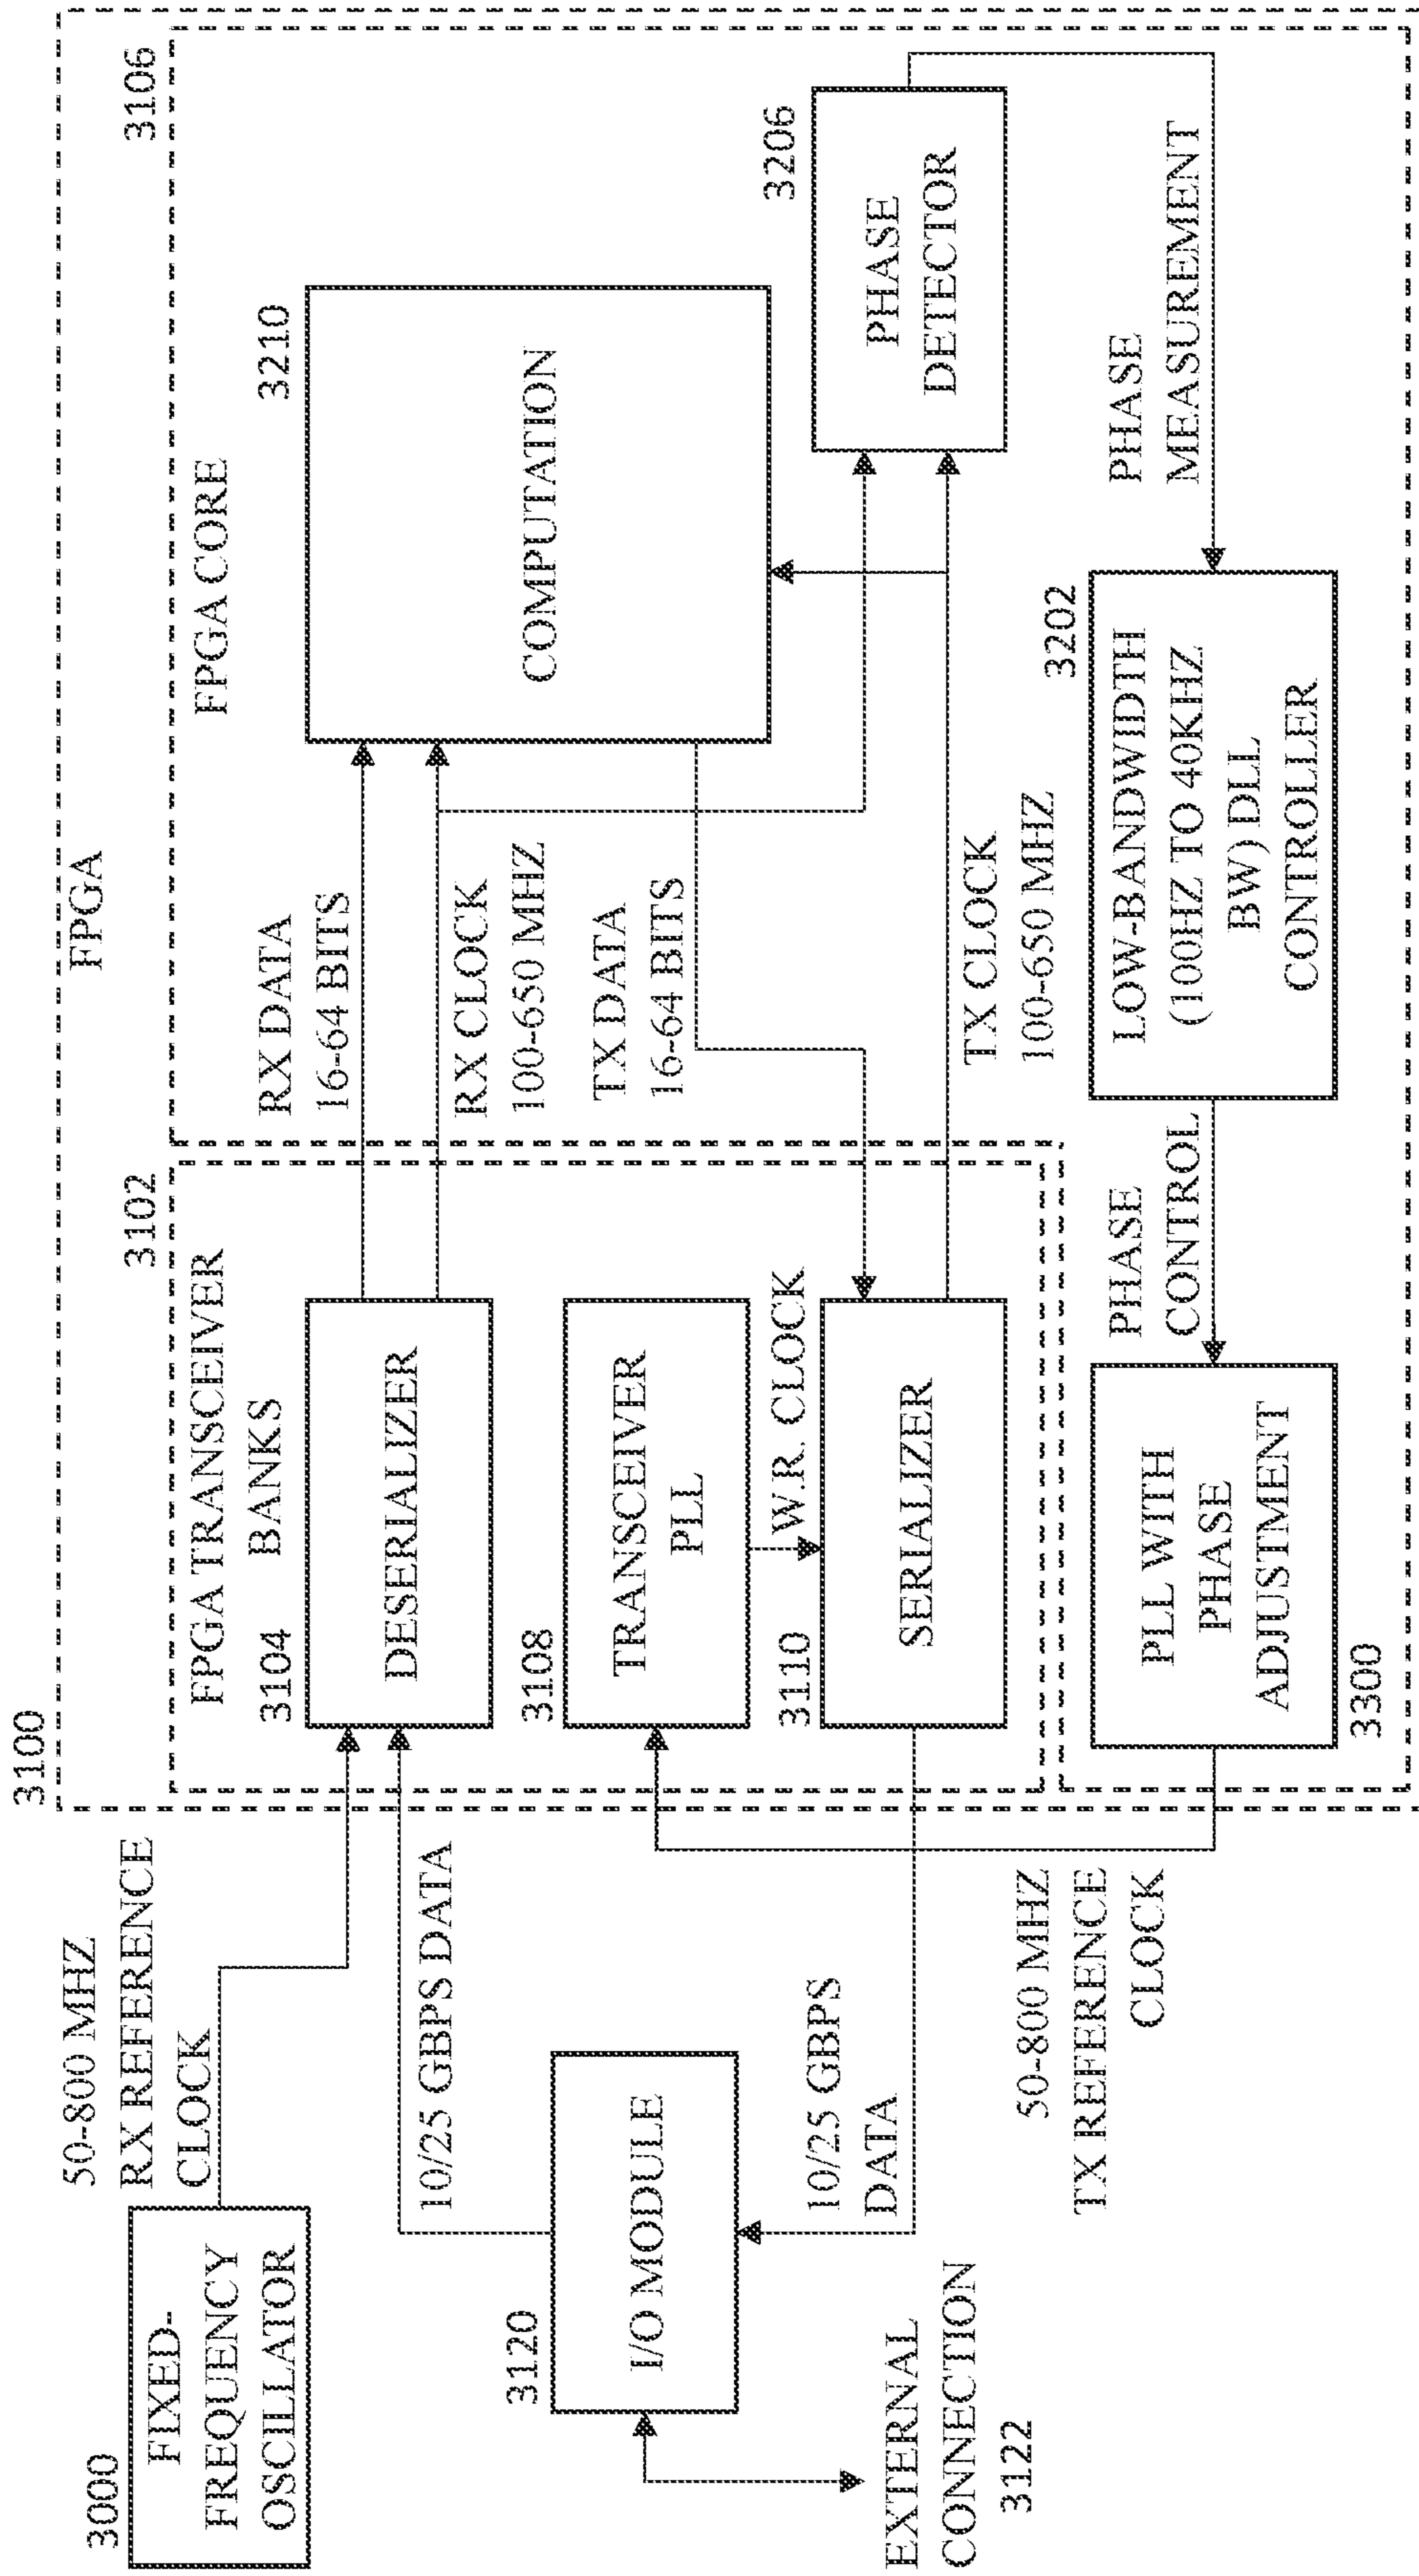 3100
FPGA
3000
FIXED-
FREQUENCY
OSCILLATOR
50-800 MHZ
RX REFERENCE
CLOCK
3102
FPGA TRANSCEIVER
BANKS
3106
FPGA CORE
3104
DESERIALIZER
RX DATA
16-64 BITS
RX CLOCK
100-650 MHZ
3210
COMPUTATION
10/25 GBPS DATA
3108
TRANSCEIVER
PLL
TX DATA
16-64 BITS
3120
I/O MODULE
W.R. CLOCK
3206
PHASE
DETECTOR
10/25 GBPS
DATA
3110
SERIALIZER
EXTERNAL
CONNECTION
3122
TX CLOCK
100-650 MHZ
50-800 MHZ
TX REFERENCE
CLOCK
3300
PLL WITH
PHASE
ADJUSTMENT
PHASE
CONTROL
3202
LOW-BANDWIDTH
(100HZ TO 40KHZ
BW) DLL
CONTROLLER
PHASE
MEASUREMENT